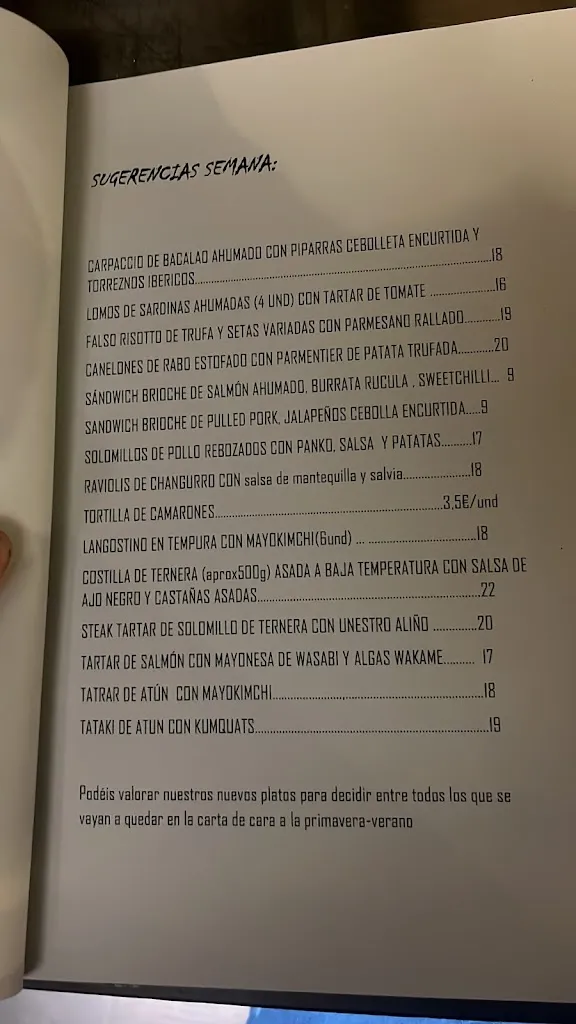 SUGERENCIAS SEMANA:
CARPACCIO DE BACALAO AHUMADO CON PIPARRAS CEBOLLETA ENCURTIDA Y
TORREZNOS IBERICOS..........................................................................18
LOMOS DE SARDINAS AHUMADAS (4 UND) CON TARTAR DE TOMATE ................16
FALSO RISOTTO DE TRUFA Y SETAS VARIADAS CON PARMESANO RALLADO...........19
CANELONES DE RABO ESTOFADO CON PARMENTIER DE PATATA TRUFADA...........20
SÁNDWICH BRIOCHE DE SALMÓN AHUMADO, BURRATA RUCULA , SWEETCHILLI... 9
SANDWICH BRIOCHE DE PULLED PORK, JALAPEÑOS CEBOLLA ENCURTIDA.....9
SOLOMILLOS DE POLLO REBOZADOS CON PANKO, SALSA Y PATATAS.........17
RAVIOLIS DE CHANGURRO CON salsa de mantequilla y salvia...................18
TORTILLA DE CAMARONES..............................................................3,5€/und
LANGOSTINO EN TEMPURA CON MAYOKIMCHI(6und) ... ..............................18
COSTILLA DE TERNERA (aprox500g) ASADA A BAJA TEMPERATURA CON SALSA DE
AJO NEGRO Y CASTAÑAS ASADAS..............................................................22
STEAK TARTAR DE SOLOMILLO DE TERNERA CON UNESTRO ALIÑO ............20
TARTAR DE SALMÓN CON MAYONESA DE WASABI Y ALGAS WAKAME......... 17
TATRAR DE ATÚN CON MAYOKIMCHI..........................................................18
TATAKI DE ATUN CON KUMQUATS................................................................19
Podéis valorar nuestros nuevos platos para decidir entre todos los que se
vayan a quedar en la carta de cara a la primavera-verano